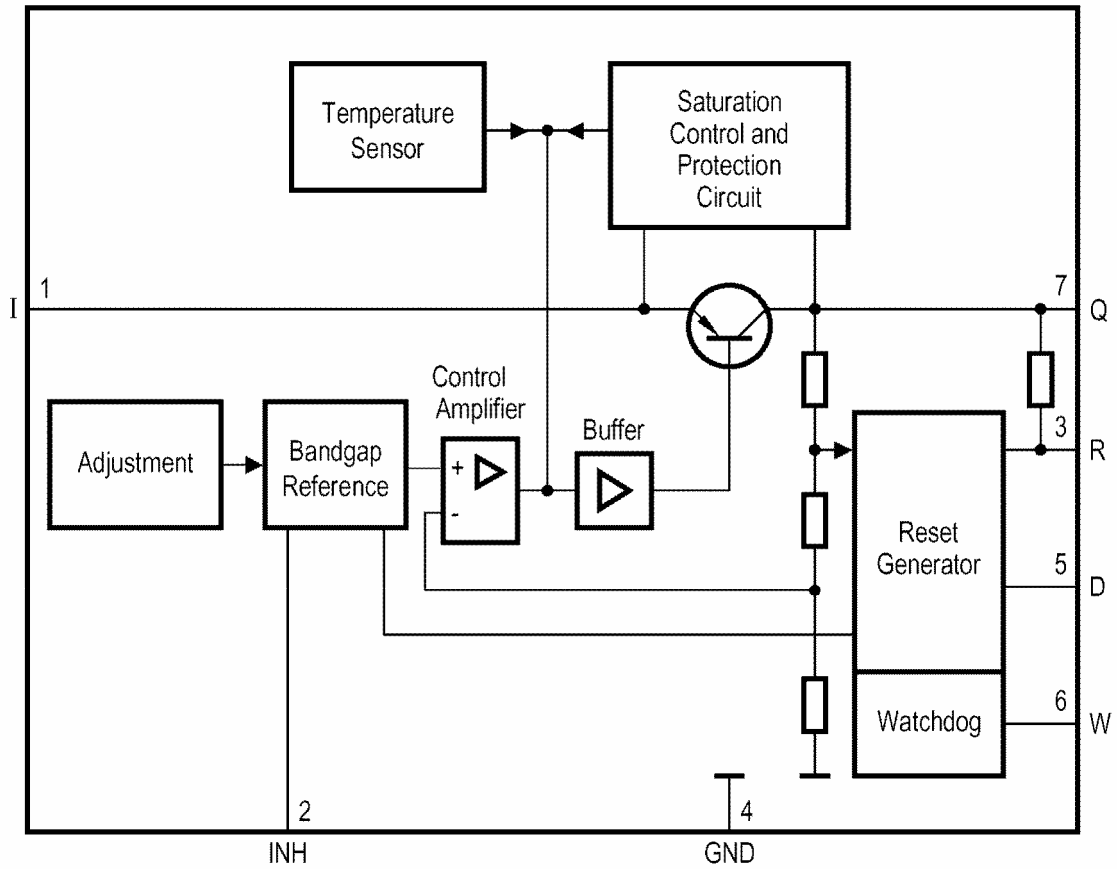 Temperature
Sensor
Saturation
Control and
Protection
Circuit
1
7
I
Q
Control
Amplifier
Buffer
Adjustment
Bandgap
Reference
+
-
3
R
Reset
Generator
5
D
Watchdog
6
W
2
4
INH
GND